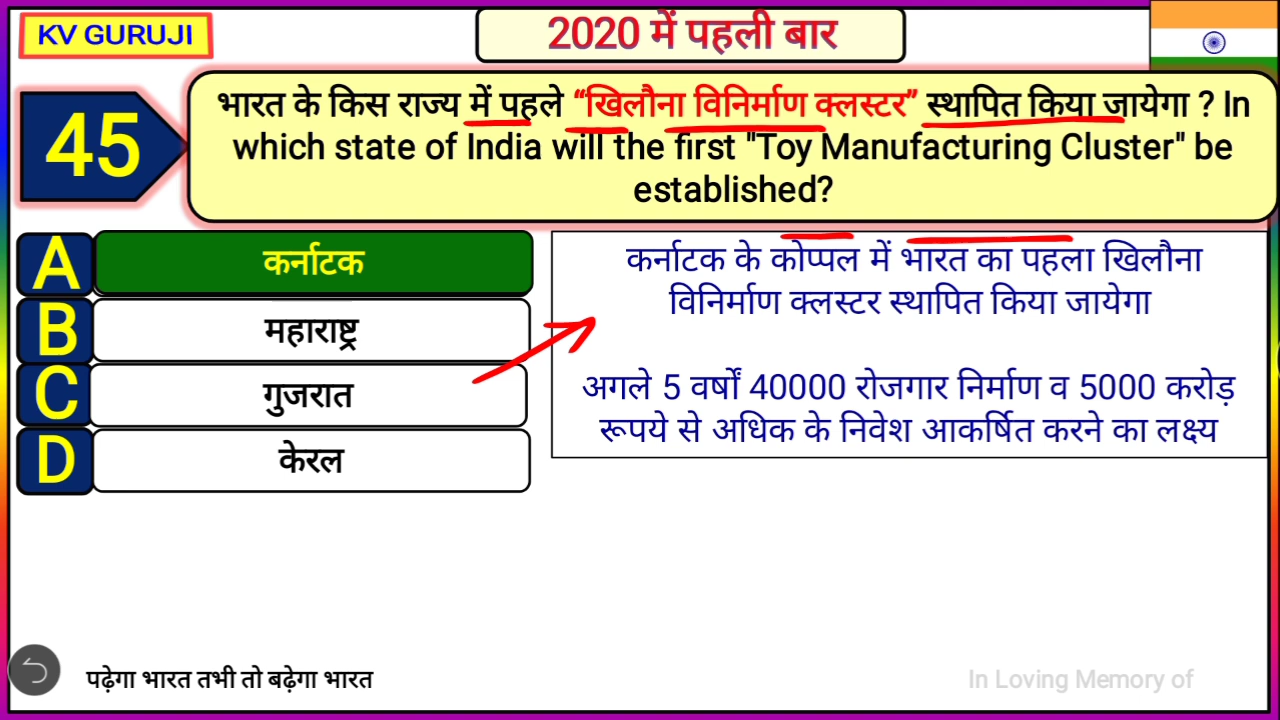 KV GURUJI
2020 में पहली बार
45
भारत के किस राज्य में पहले “खिलौना विनिर्माण क्लस्टर” स्थापित किया जायेगा ? In
which state of India will the first "Toy Manufacturing Cluster" be
established?
A कर्नाटक
B महाराष्ट्र
C गुजरात
D केरल
कर्नाटक के कोप्पल में भारत का पहला खिलौना
विनिर्माण क्लस्टर स्थापित किया जायेगा
अगले 5 वर्षों 40000 रोजगार निर्माण व 5000 करोड़
रूपये से अधिक के निवेश आकर्षित करने का लक्ष्य
पढ़ेगा भारत तभी तो बढ़ेगा भारत
In Loving Memory of